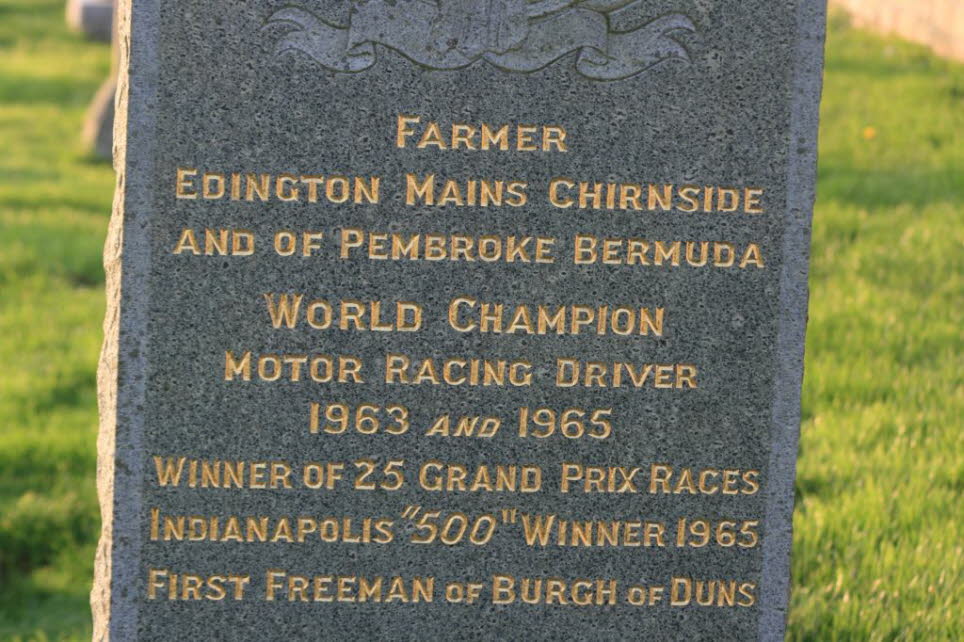 FARMER
EDINGTON MAINS CHIRNSIDE
AND OF PEMBROKE BERMUDA
WORLD CHAMPION
MOTOR RACING DRIVER
1963 AND 1965
WINNER OF 25 GRAND PRIX RACES
INDIANAPOLIS "500" WINNER 1965
FIRST FREEMAN OF BURGH OF DUNS